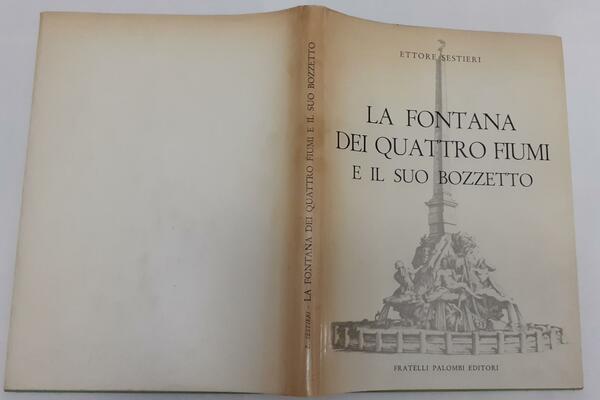 E. SESTIERI - LA FONTANA DEI QUATTRO FIUMI E IL SUO BOZZETTO
ETTORE SESTIERI
LA FONTANA
DEI QUATTRO FIUMI
E IL SUO BOZZETTO
FRATELLI PALOMBI EDITORI